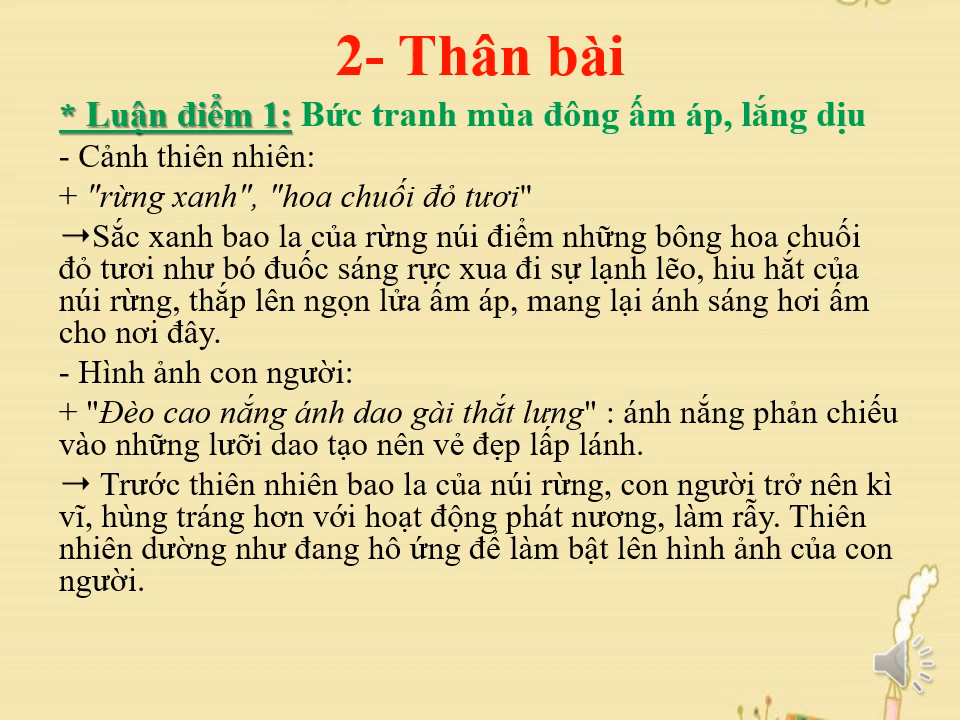 2- Thân bài
* Luận điểm 1: Bức tranh mùa đông ấm áp, lắng dịu
- Cảnh thiên nhiên:
+ "rừng xanh", "hoa chuối đỏ tươi"
→Sắc xanh bao la của rừng núi điểm những bông hoa chuối
đỏ tươi như bó đuốc sáng rực xua đi sự lạnh lẽo, hiu hắt của
núi rừng, thắp lên ngọn lửa ấm áp, mang lại ánh sáng hơi ấm
cho nơi đây.
- Hình ảnh con người:
+ "Đèo cao nắng ánh dao gài thắt lưng" : ánh nắng phản chiếu
vào những lưỡi dao tạo nên vẻ đẹp lấp lánh.
→ Trước thiên nhiên bao la của núi rừng, con người trở nên kì
vĩ, hùng tráng hơn với hoạt động phát nương, làm rẫy. Thiên
nhiên dường như đang hô ứng để làm bật lên hình ảnh của con
người.